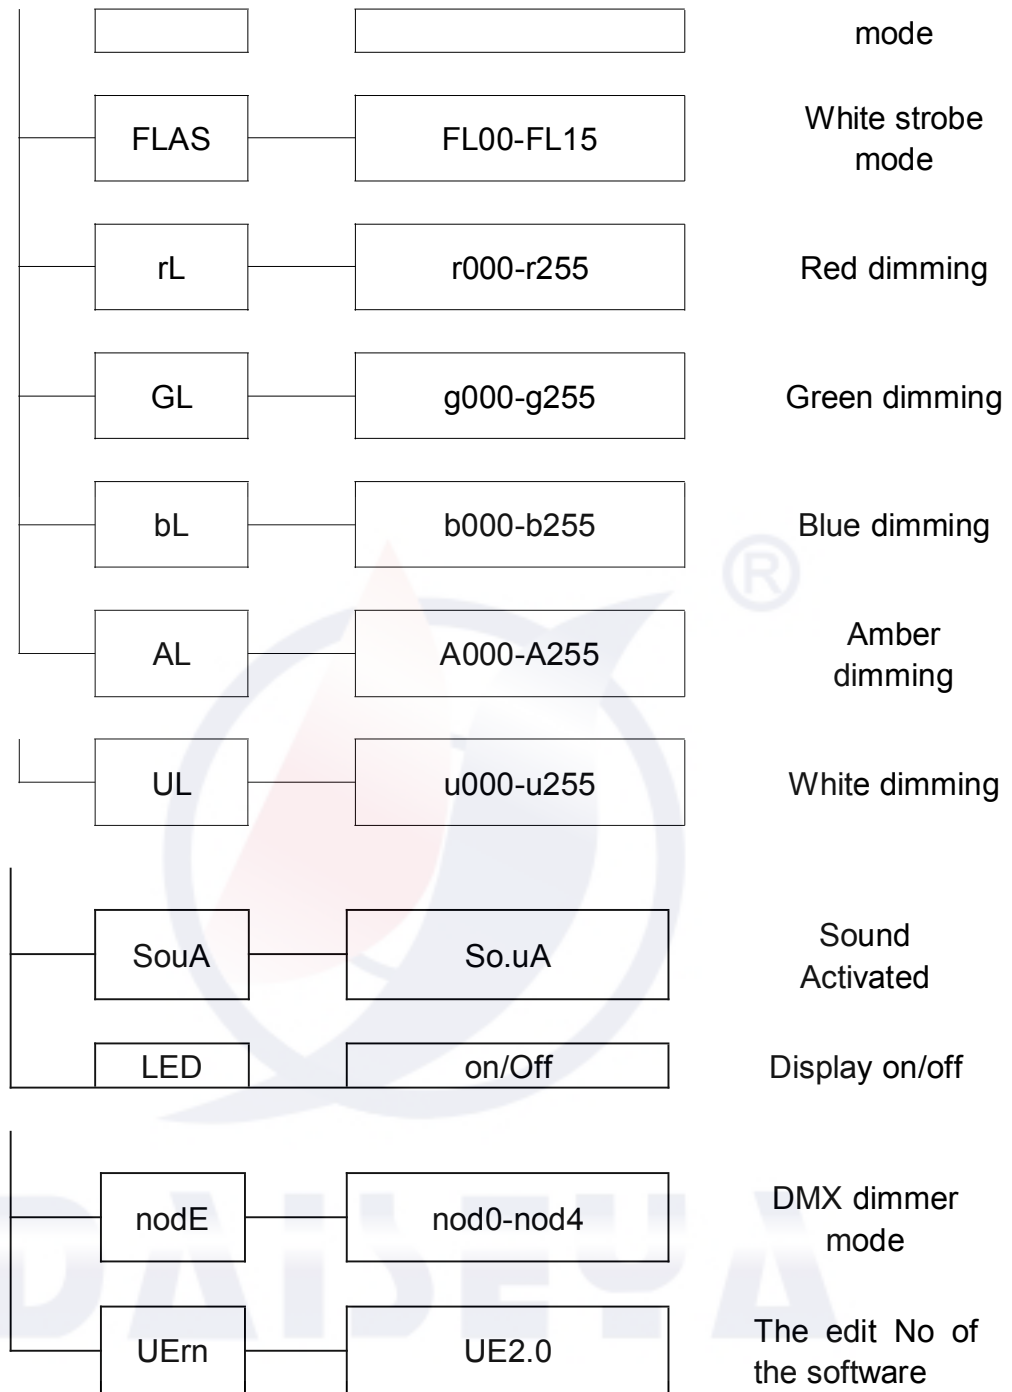 mode
FLAS FL00-FL15 White strobe
mode
rL r000-r255 Red dimming
GL g000-g255 Green dimming
bL b000-b255 Blue dimming
®
AL A000-A255 Amber
dimming
UL u000-u255 White dimming
SouA So.uA Sound
Activated
LED on/Off Display on/off
nodE nod0-nod4 DMX dimmer
mode
DAISEYA
UErn UE2.0 The edit No of
the software